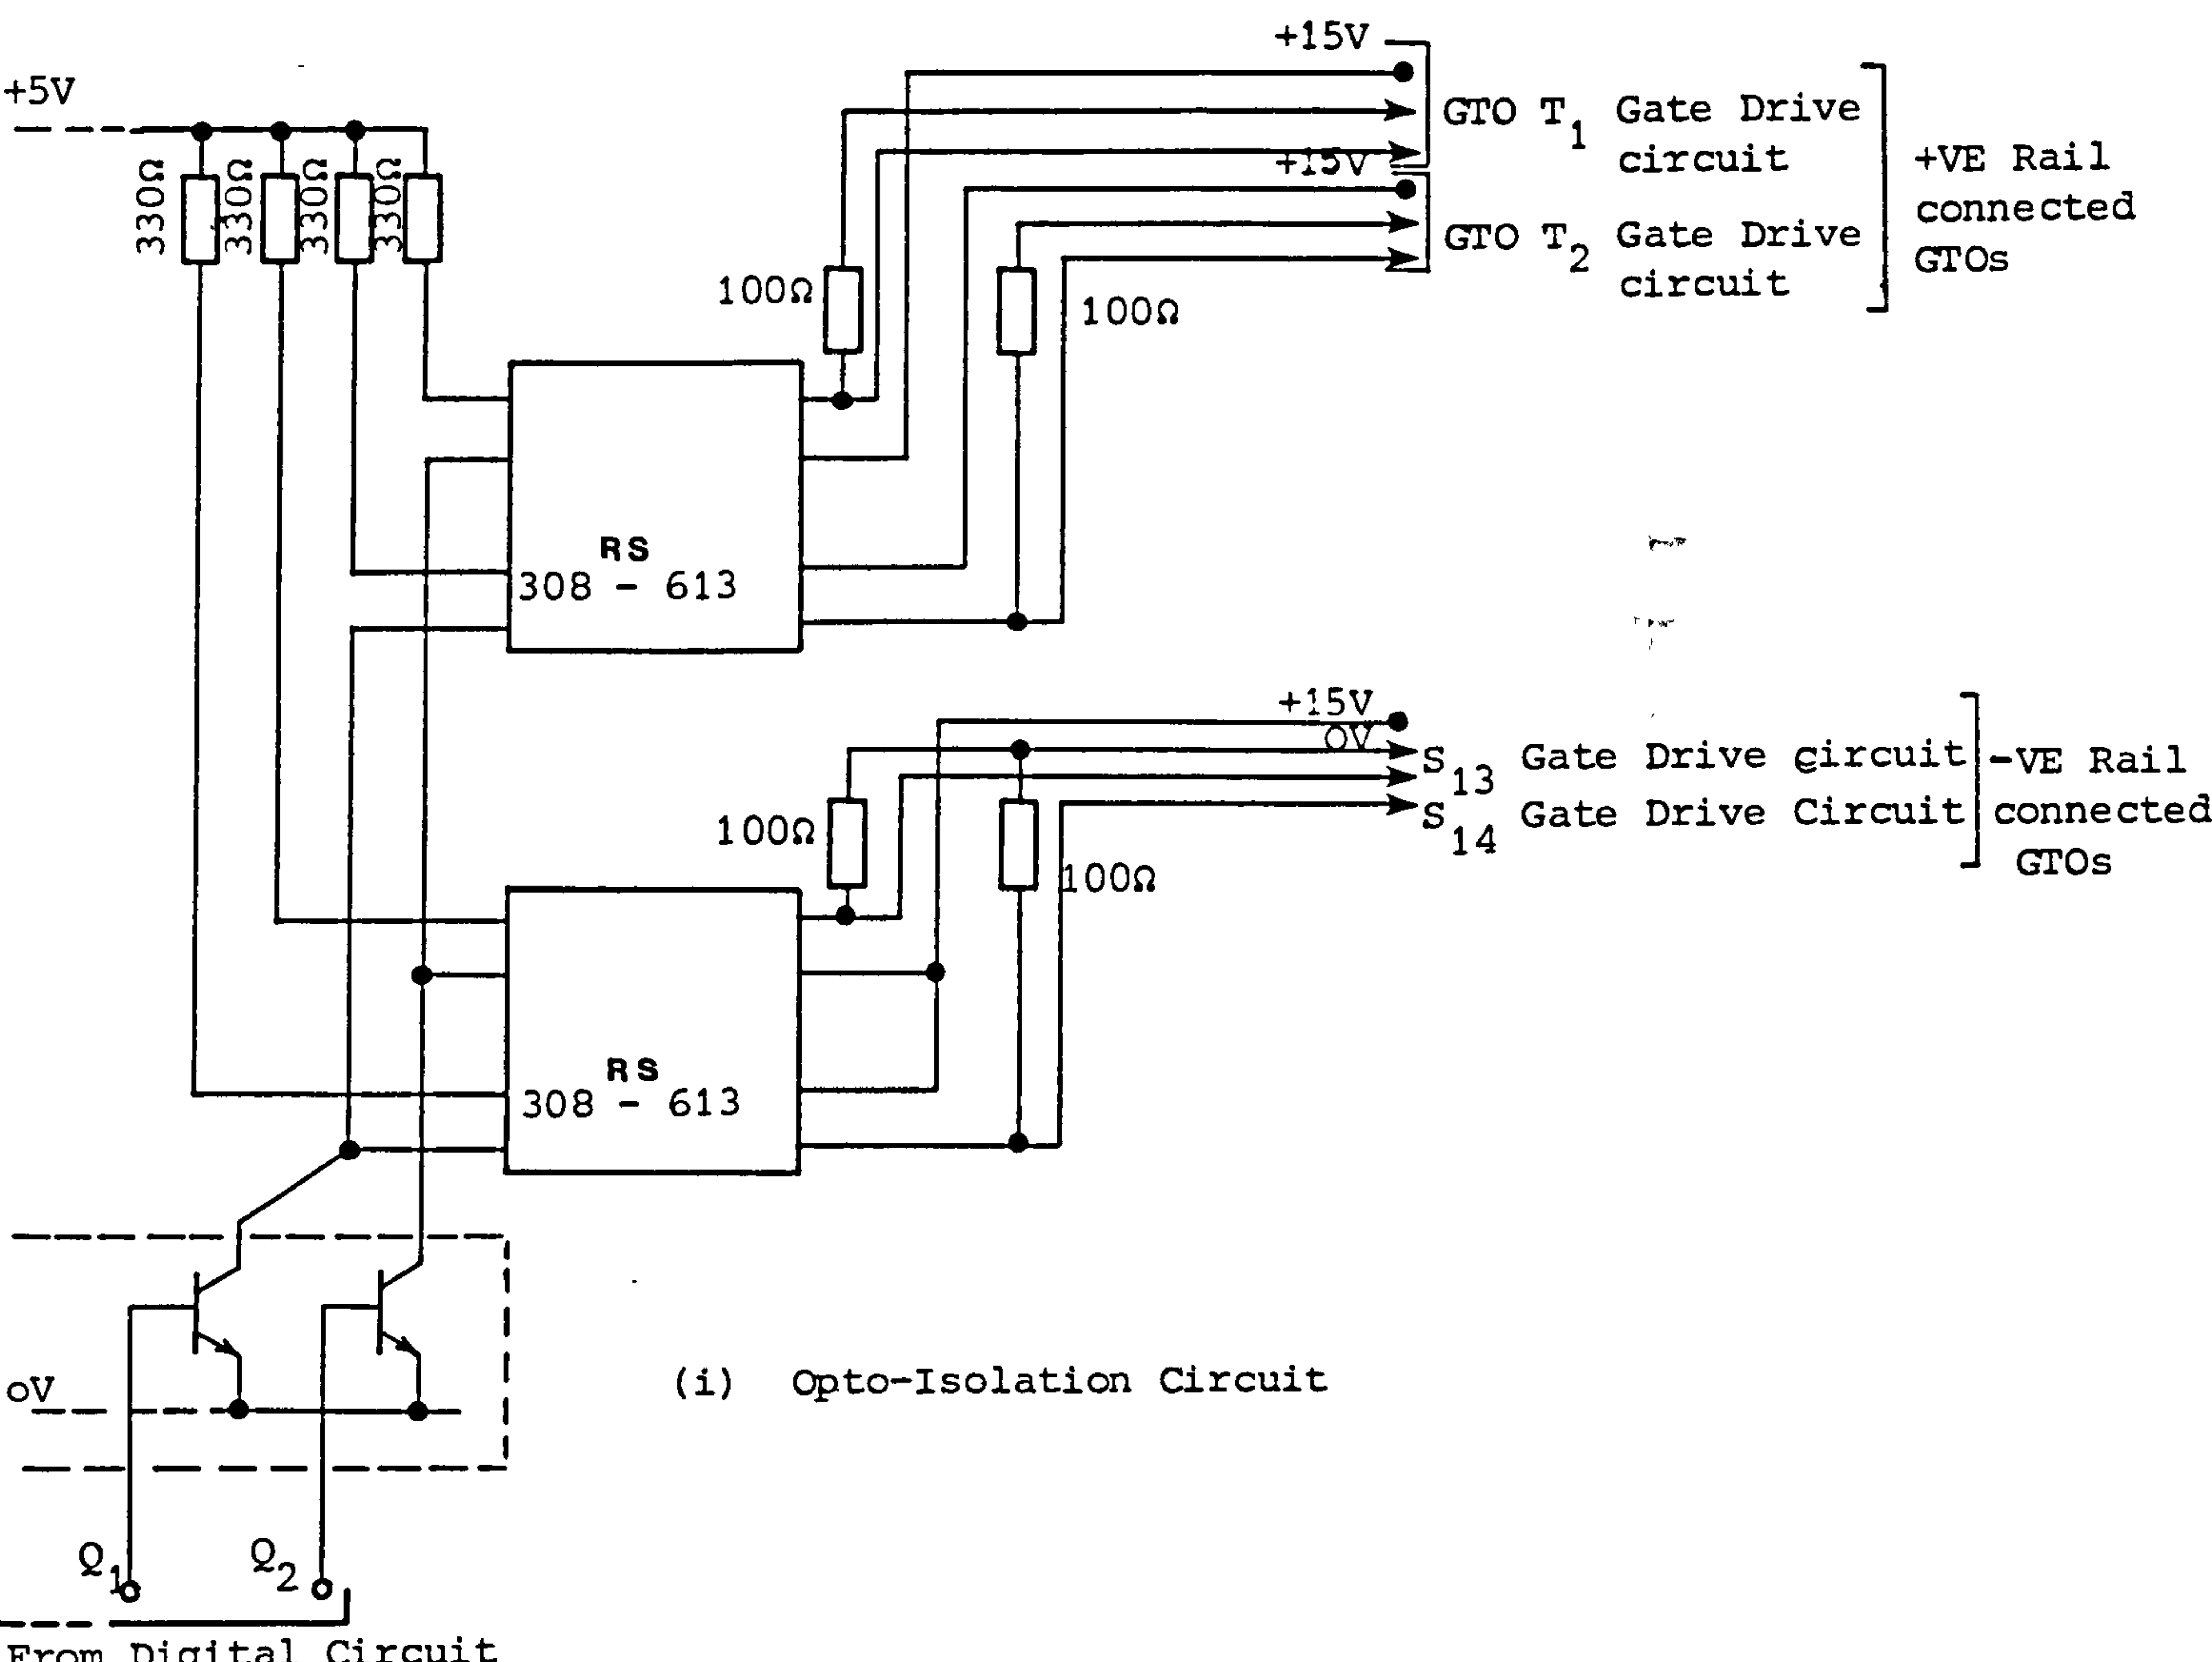 +15V
+5V
GTO T1 Gate Drive
circuit
+VE Rail
connected
GTOs
+15V
GTO T2 Gate Drive
circuit
330Ω
330Ω
330Ω
330Ω
100Ω
100Ω
RS
308 - 613
+15V
0V
S13 Gate Drive circuit
S14 Gate Drive Circuit
-VE Rail
connected
GTOs
100Ω
100Ω
RS
308 - 613
(i) Opto-Isolation Circuit
0V
Q1
Q2
From Digital Circuit